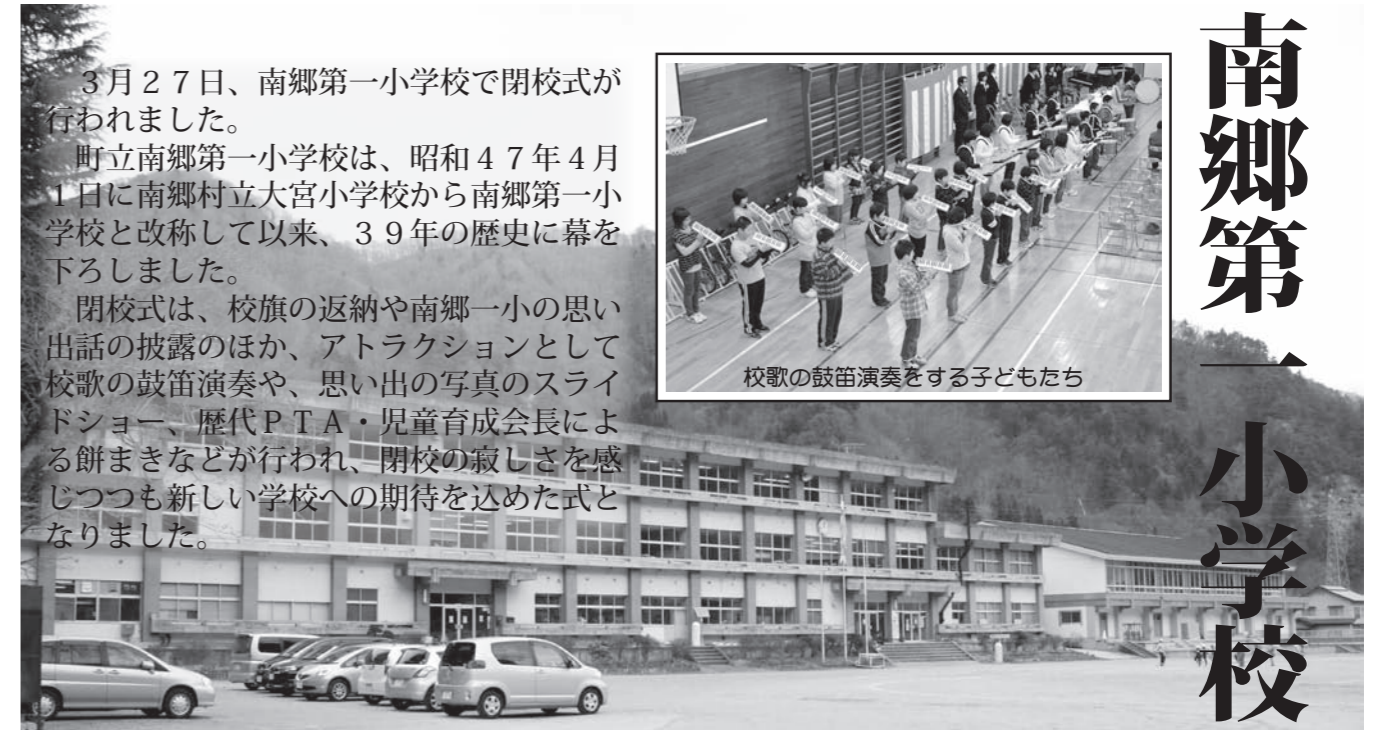 南郷第一小学校
　３月２７日、南郷第一小学校で閉校式が
行われました。
　町立南郷第一小学校は、昭和４７年４月
１日に南郷村立大宮小学校から南郷第一小
学校と改称して以来、３９年の歴史に幕を
下ろしました。
　閉校式は、校旗の返納や南郷一小の思い
出話の披露のほか、アトラクションとして
校歌の鼓笛演奏や、思い出の写真のスライ
ドショー、歴代ＰＴＡ・児童育成会長によ
る餅まきなどが行われ、閉校の寂しさを感
じつつも新しい学校への期待を込めた式と
なりました。
校歌の鼓笛演奏をする子どもたち